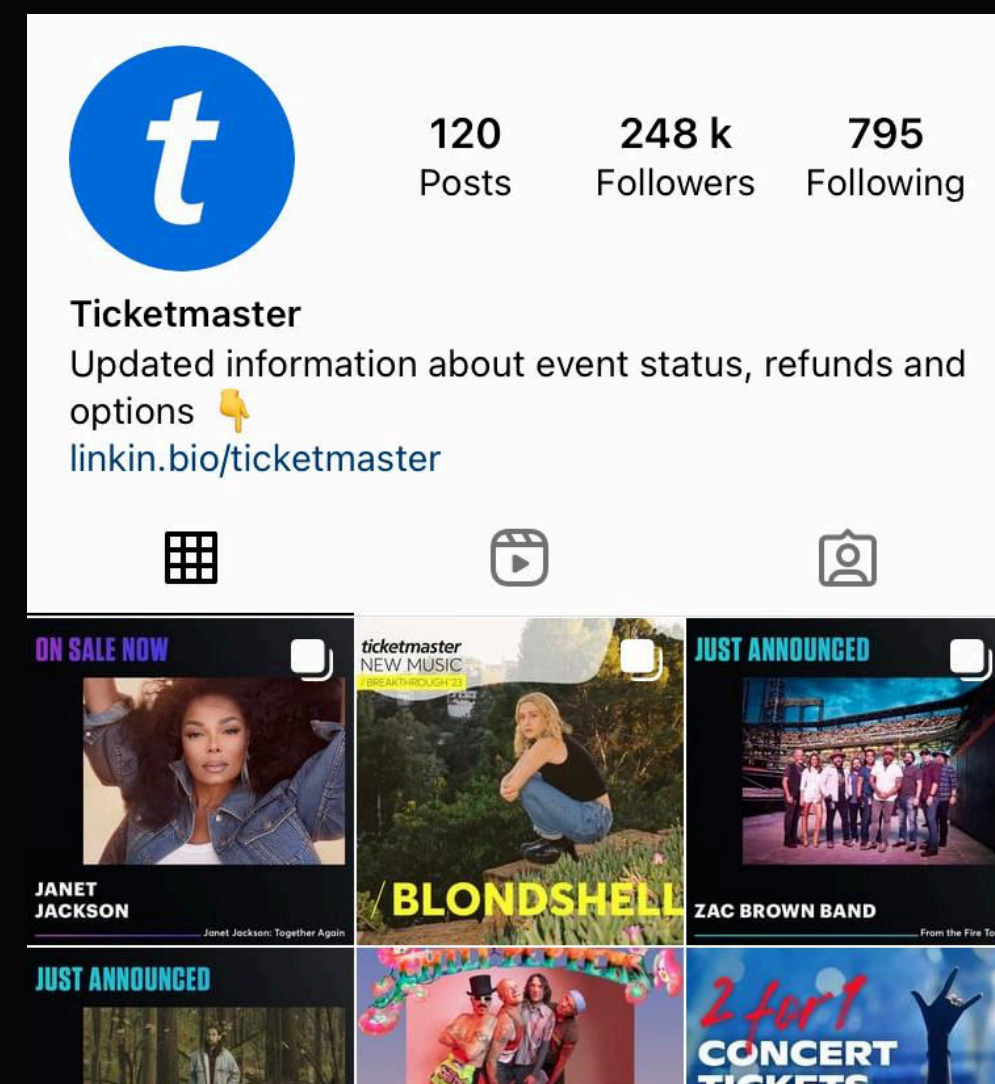 t
120
248 k
795
Posts
Followers
Following
Ticketmaster
Updated information about event status, refunds and
options 👇
linkin.bio/ticketmaster
ON SALE NOW
JANET
JACKSON
Janet Jackson: Together Again
ticketmaster
NEW MUSIC
/ BREAKTHROUGH '23
/ BLONDSHELL
JUST ANNOUNCED
ZAC BROWN BAND
From the Fire To
JUST ANNOUNCED
2 for 1
CONCERT
TICKETS